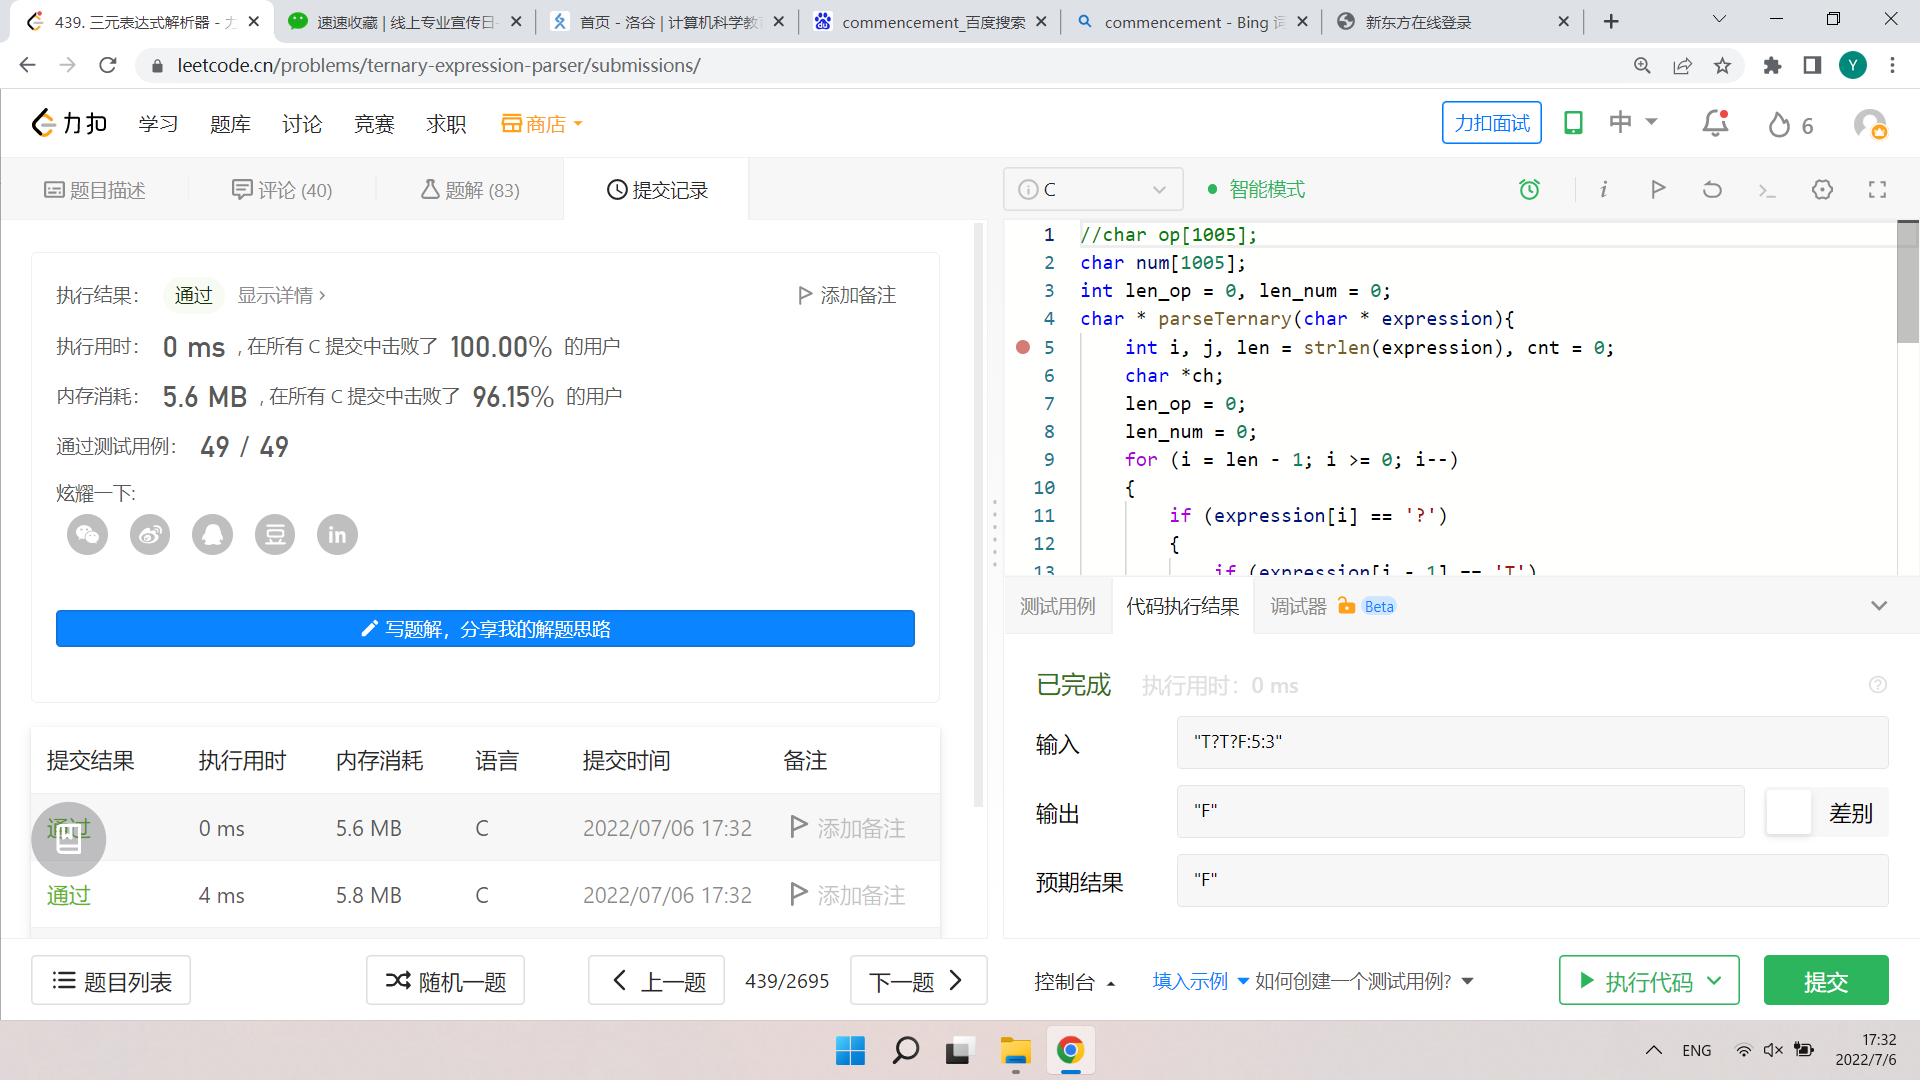 439. 三元表达式解析器 - 力
速速收藏 | 线上专业宣传日-
首页 - 洛谷 | 计算机科学教育
commencement_百度搜索
commencement - Bing 词
新东方在线登录
leetcode.cn/problems/ternary-expression-parser/submissions/
Y
力扣
学习
题库
讨论
竞赛
求职
商店
力扣面试
中
6
题目描述
评论 (40)
题解 (83)
提交记录
C
智能模式
执行结果：
通过
显示详情 ›
添加备注
执行用时： 0 ms , 在所有 C 提交中击败了 100.00% 的用户
内存消耗： 5.6 MB , 在所有 C 提交中击败了 96.15% 的用户
通过测试用例： 49 / 49
炫耀一下:
豆
in
写题解，分享我的解题思路
提交结果 执行用时 内存消耗 语言 提交时间 备注
通过 0 ms 5.6 MB C 2022/07/06 17:32 添加备注
通过 4 ms 5.8 MB C 2022/07/06 17:32 添加备注
题目列表
随机一题
上一题
439/2695
下一题
1 //char op[1005];
2 char num[1005];
3 int len_op = 0, len_num = 0;
4 char * parseTernary(char * expression){
5 int i, j, len = strlen(expression), cnt = 0;
6 char *ch;
7 len_op = 0;
8 len_num = 0;
9 for (i = len - 1; i >= 0; i--)
10 {
11 if (expression[i] == '?')
12 {
13 if (expression[i - 1] == 'T')
测试用例
代码执行结果
调试器
Beta
已完成
执行用时：0 ms
输入
"T?T?F:5:3"
输出
"F"
差别
预期结果
"F"
控制台
填入示例
如何创建一个测试用例?
执行代码
提交
ENG
17:32
2022/7/6